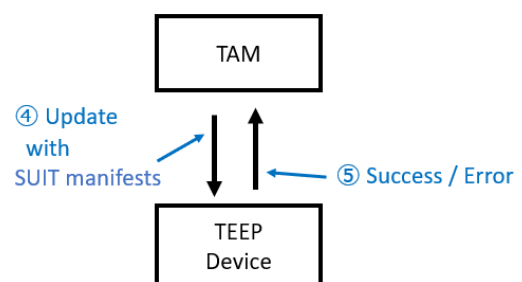 TAM
④ Update
with
SUIT manifests
⑤ Success / Error
TEEP
Device